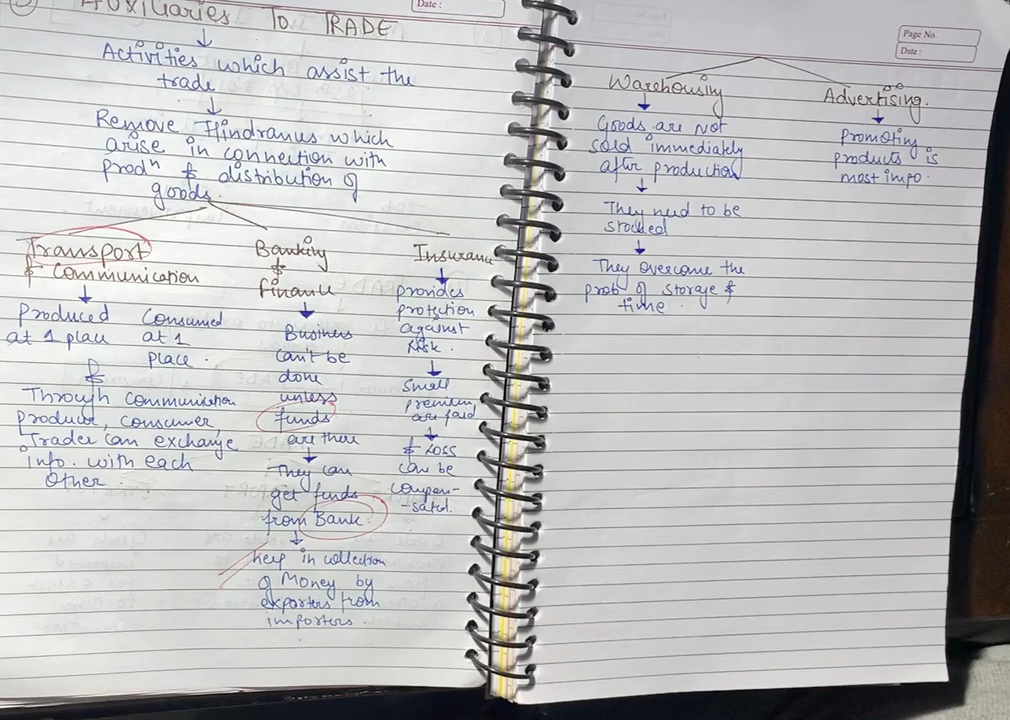 Date :
AUXILIARIES TO TRADE
Activities which assist the
trade
Remove Hindranus which
arise in connection with
prodⁿ & distribution of
goods.
Transport
& Communication
Produced
at 1 place
Consumed
at 1
place.
&
Through Communication
producer, consumer,
Trader can exchange
info. with each
other.
Banking
&
finance
Business
can't be
done
unless
funds
are there
They can
get funds
from Bank.
help in collection
of Money by
exporters from
importers.
Insurance
provides
protection
against
Risk.
Small
premium
are paid
& Loss
can be
compen-
-sated.
Page No.
Date :
Warehousing
Goods are Not
sold immediately
after production
They need to be
stocked
They overcome the
prob of storage &
time.
Advertising.
promoting
products is
most impo.